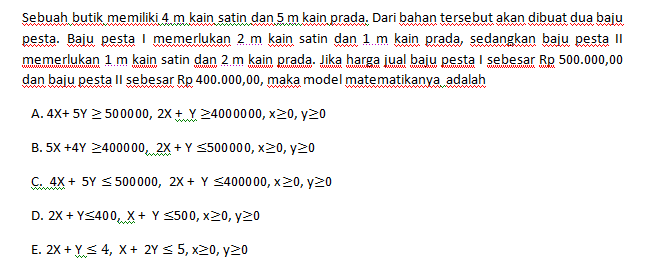 Sebuah butik memiliki 4 m kain satin dan 5 m kain prada. Dari bahan tersebut akan dibuat dua baju
pesta. Baju pesta I memerlukan 2 m kain satin dan 1 m kain prada, sedangkan baju pesta II
memerlukan 1 m kain satin dan 2 m kain prada. Jika harga jual baju pesta I sebesar Rp 500.000,00
dan baju pesta II sebesar Rp 400.000,00, maka model matematikanya adalah
A. 4X+ 5Y ≥ 500000, 2X + Y ≥4000000, x≥0, y≥0
B. 5X +4Y ≥400000, 2X + Y ≤500000, x≥0, y≥0
C. 4X + 5Y ≤ 500000, 2X + Y ≤400000, x≥0, y≥0
D. 2X + Y≤400, X + Y ≤500, x≥0, y≥0
E. 2X + Y ≤ 4, X + 2Y ≤ 5, x≥0, y≥0